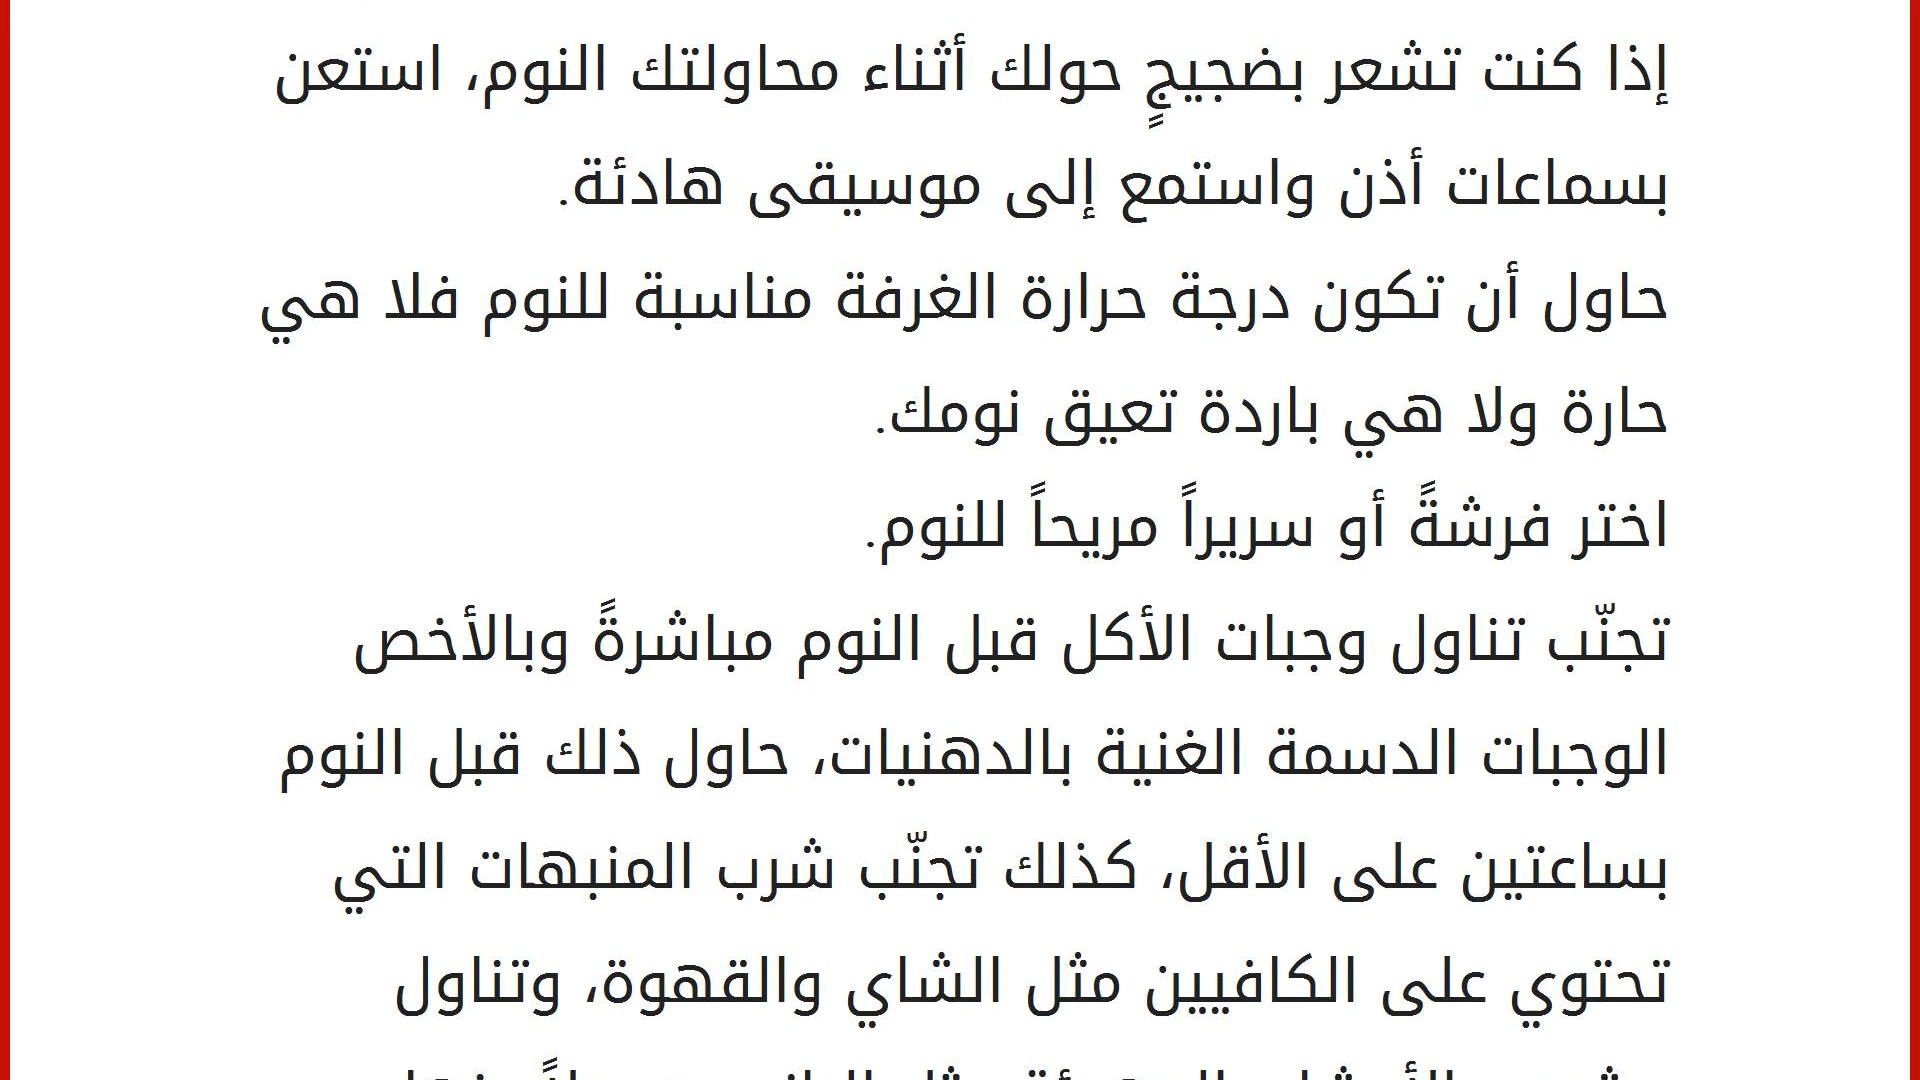 إذا كنت تشعر بضجيجٍ حولك أثناء محاولتك النوم، استعن
بسماعات أذن واستمع إلى موسيقى هادئة.
حاول أن تكون درجة حرارة الغرفة مناسبة للنوم فلا هي
حارة ولا هي باردة تعيق نومك.
اختر فرشةً أو سريراً مريحاً للنوم.
تجنّب تناول وجبات الأكل قبل النوم مباشرةً وبالأخص
الوجبات الدسمة الغنية بالدهنيات، حاول ذلك قبل النوم
بساعتين على الأقل، كذلك تجنّب شرب المنبهات التي
تحتوي على الكافيين مثل الشاي والقهوة، وتناول